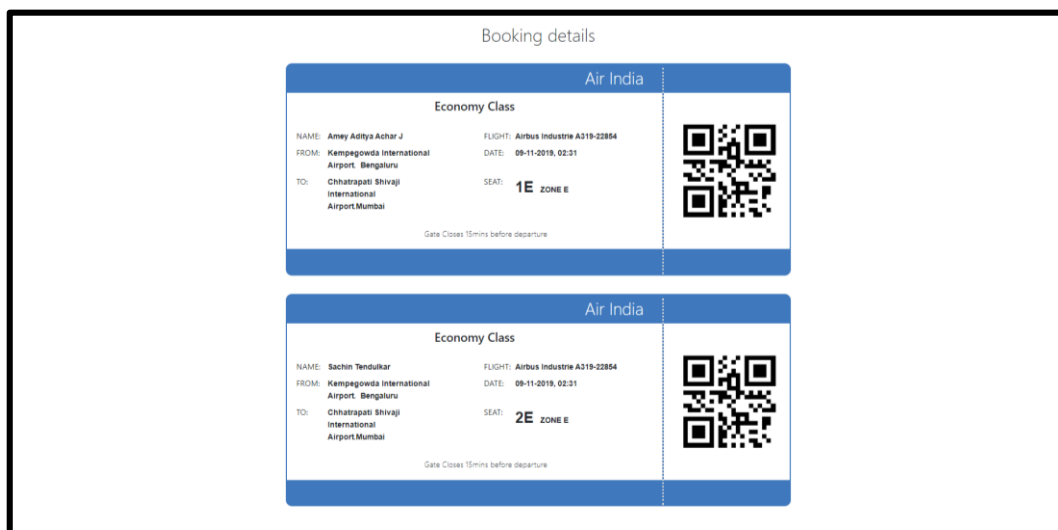 Booking details
Air India
Economy Class
NAME: Amey Aditya Achar J
FLIGHT: Airbus Industrie A319-22854
FROM: Kempegowda International
Airport, Bengaluru
DATE: 09-11-2019, 02:31
TO: Chhatrapati Shivaji
International
Airport,Mumbai
SEAT: 1E ZONE E
Gate Closes 15mins before departure
Air India
Economy Class
NAME: Sachin Tendulkar
FLIGHT: Airbus Industrie A319-22854
FROM: Kempegowda International
Airport, Bengaluru
DATE: 09-11-2019, 02:31
TO: Chhatrapati Shivaji
International
Airport,Mumbai
SEAT: 2E ZONE E
Gate Closes 15mins before departure